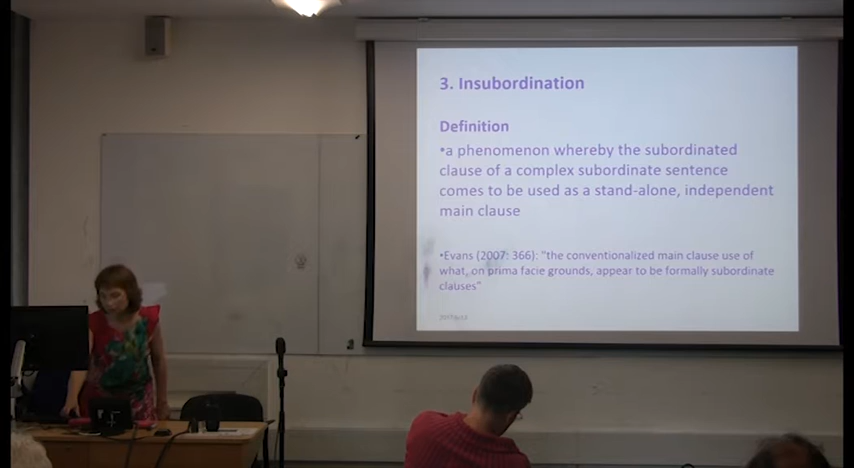 3. Insubordination
Definition
•a phenomenon whereby the subordinated
clause of a complex subordinate sentence
comes to be used as a stand-alone, independent
main clause
•Evans (2007: 366): "the conventionalized main clause use of
what, on prima facie grounds, appear to be formally subordinate
clauses"